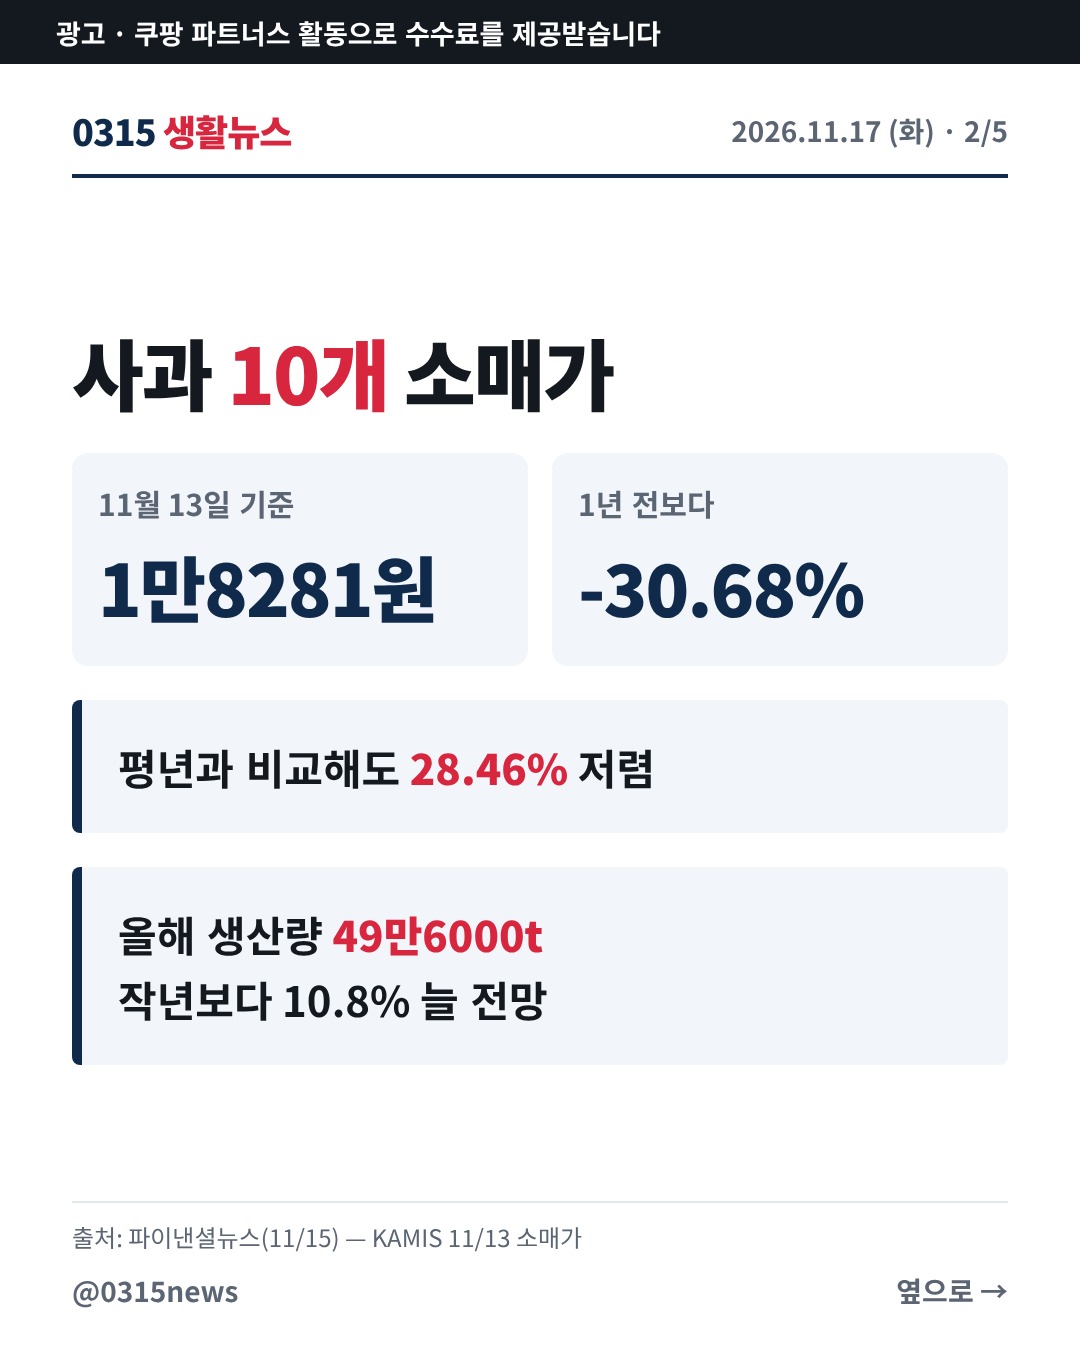 광고 · 쿠팡 파트너스 활동으로 수수료를 제공받습니다
0315 생활뉴스
2026.11.17 (화) · 2/5
사과 10개 소매가
11월 13일 기준
1만8281원
1년 전보다
-30.68%
평년과 비교해도 28.46% 저렴
올해 생산량 49만6000t
작년보다 10.8% 늘 전망
출처: 파이낸셜뉴스(11/15) — KAMIS 11/13 소매가
@0315news
옆으로 →